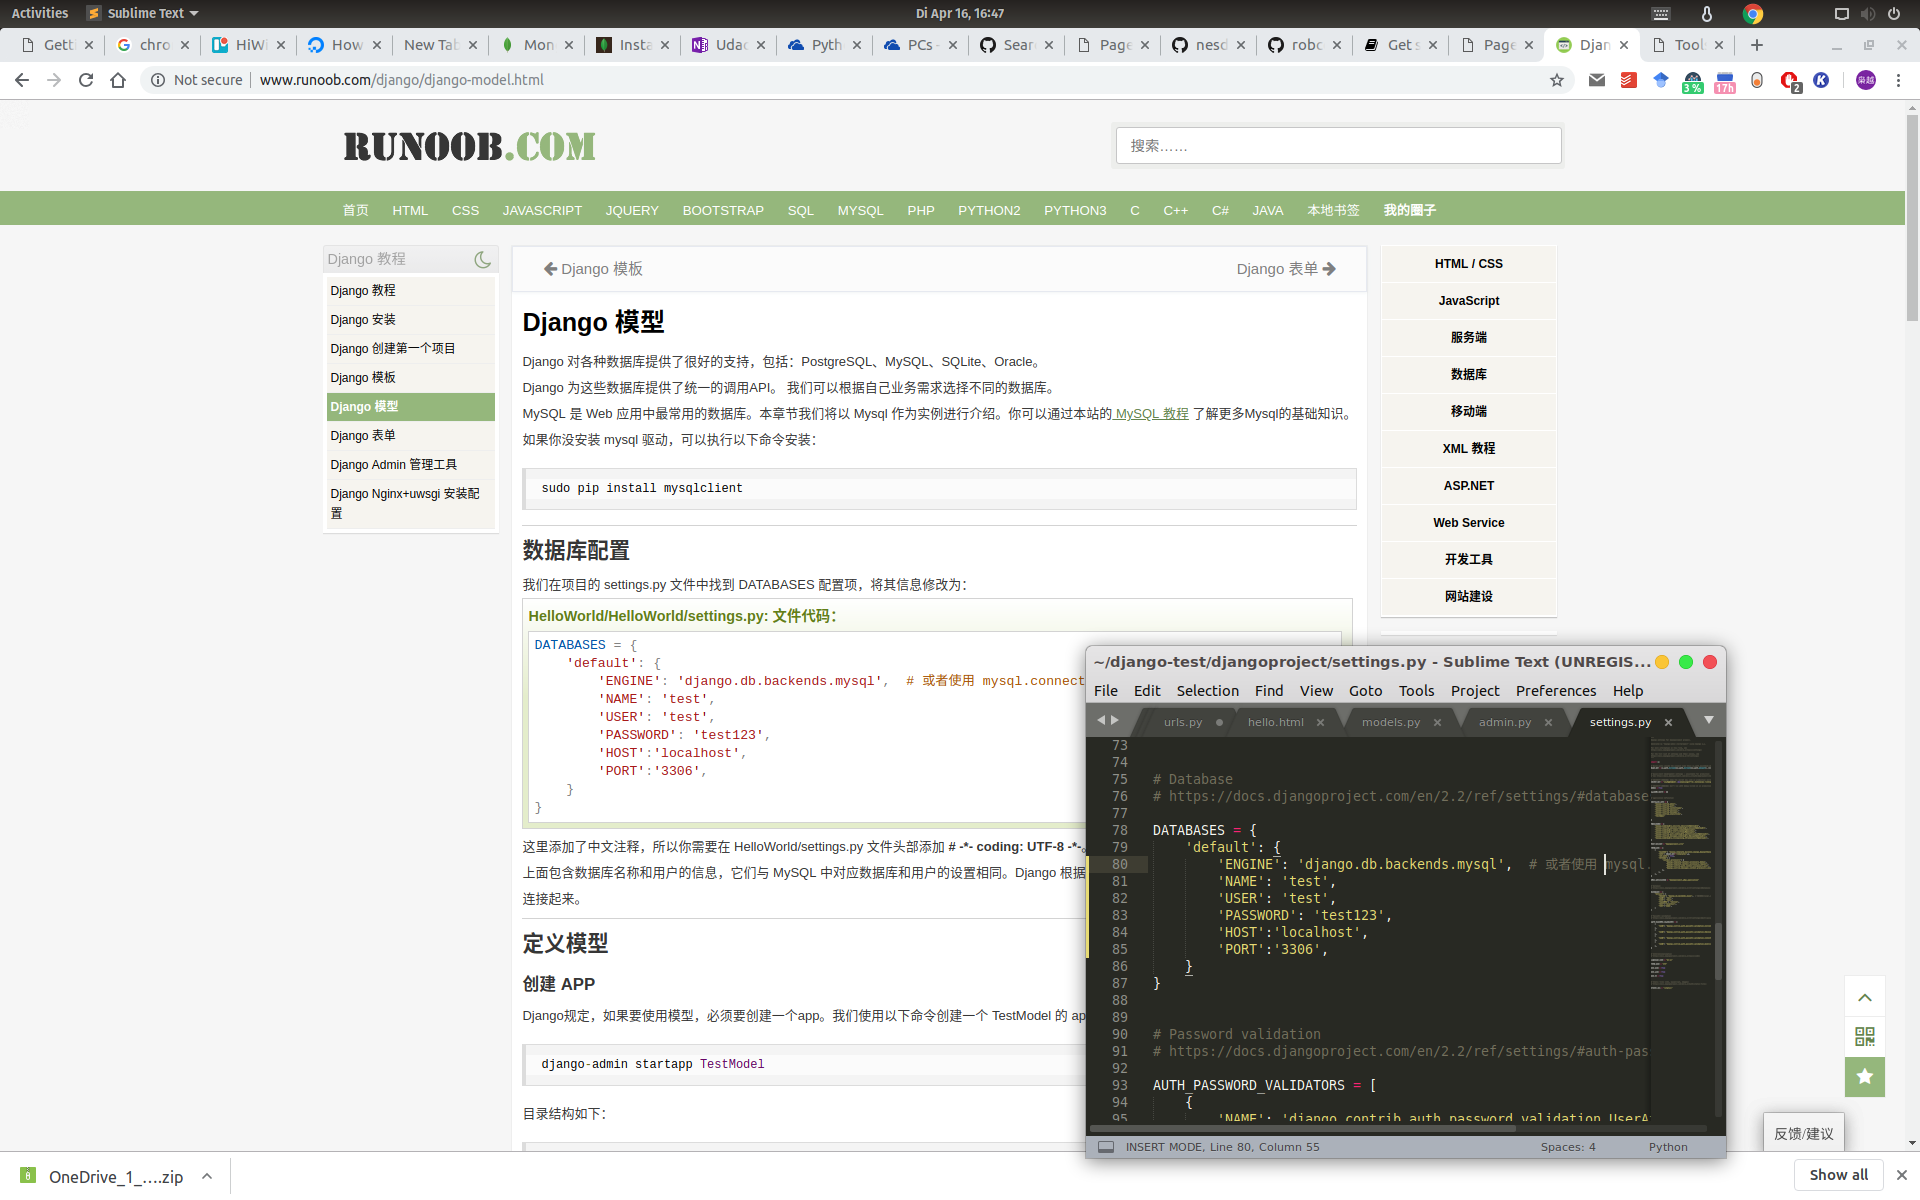 Activities
Sublime Text
Di Apr 16, 16:47
Getti
chro
HiWi
How
New Tab
Mon
Insta
Udac
Pyth
PCs -
Sear
Page
nesd
robo
Get s
Page
Djan
Tool
Not secure
www.runoob.com/django/django-model.html
3 %
17h
2
K
RUNOOB.COM
搜索……
首页 HTML CSS JAVASCRIPT JQUERY BOOTSTRAP SQL MYSQL PHP PYTHON2 PYTHON3 C C++ C# JAVA 本地书签 我的圈子
Django 教程
Django 教程
Django 安装
Django 创建第一个项目
Django 模板
Django 模型
Django 表单
Django Admin 管理工具
Django Nginx+uwsgi 安装配
置
Django 模板
Django 表单
Django 模型
Django 对各种数据库提供了很好的支持，包括：PostgreSQL、MySQL、SQLite、Oracle。
Django 为这些数据库提供了统一的调用API。 我们可以根据自己业务需求选择不同的数据库。
MySQL 是 Web 应用中最常用的数据库。本章节我们将以 Mysql 作为实例进行介绍。你可以通过本站的 MySQL 教程 了解更多Mysql的基础知识。
如果你没安装 mysql 驱动，可以执行以下命令安装：
sudo pip install mysqlclient
数据库配置
我们在项目的 settings.py 文件中找到 DATABASES 配置项，将其信息修改为：
HelloWorld/HelloWorld/settings.py: 文件代码：
DATABASES = {
'default': {
'ENGINE': 'django.db.backends.mysql',  # 或者使用 mysql.connect
'NAME': 'test',
'USER': 'test',
'PASSWORD': 'test123',
'HOST':'localhost',
'PORT':'3306',
}
}
这里添加了中文注释，所以你需要在 HelloWorld/settings.py 文件头部添加 # -*- coding: UTF-8 -*-。
上面包含数据库名称和用户的信息，它们与 MySQL 中对应数据库和用户的设置相同。Django 根据
连接起来。
定义模型
创建 APP
Django规定，如果要使用模型，必须要创建一个app。我们使用以下命令创建一个 TestModel 的 ap
django-admin startapp TestModel
目录结构如下：
HTML / CSS
JavaScript
服务端
数据库
移动端
XML 教程
ASP.NET
Web Service
开发工具
网站建设
~/django-test/djangoproject/settings.py - Sublime Text (UNREGIS...
File Edit Selection Find View Goto Tools Project Preferences Help
urls.py
hello.html
models.py
admin.py
settings.py
73
74
75 # Database
76 # https://docs.djangoproject.com/en/2.2/ref/settings/#database
77
78 DATABASES = {
79 'default': {
80 'ENGINE': 'django.db.backends.mysql',  # 或者使用 mysql.
81 'NAME': 'test',
82 'USER': 'test',
83 'PASSWORD': 'test123',
84 'HOST':'localhost',
85 'PORT':'3306',
86 }
87 }
88
89
90 # Password validation
91 # https://docs.djangoproject.com/en/2.2/ref/settings/#auth-pas
92
93 AUTH_PASSWORD_VALIDATORS = [
94 {
95 'NAME': 'django.contrib.auth.password_validation.UserA
INSERT MODE, Line 80, Column 55
Spaces: 4
Python
反馈/建议
OneDrive_1_....zip
Show all